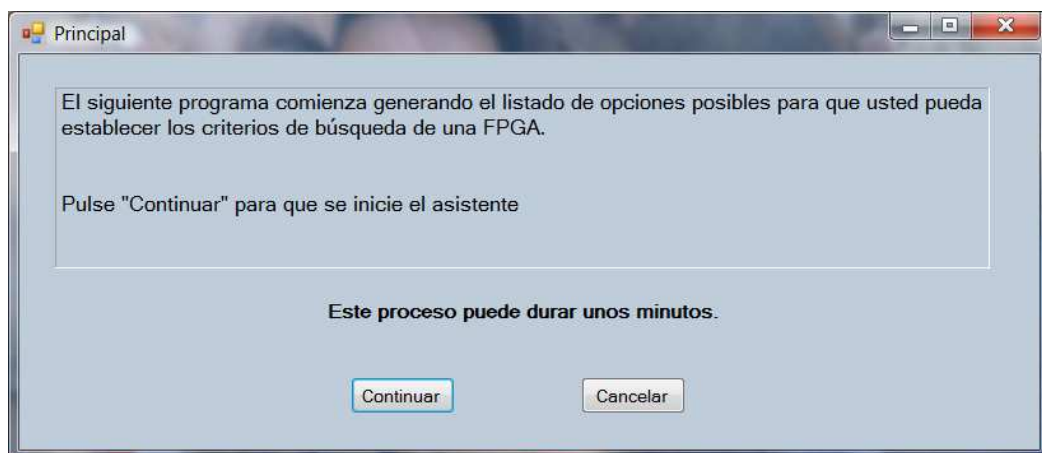 Principal
El siguiente programa comienza generando el listado de opciones posibles para que usted pueda
establecer los criterios de búsqueda de una FPGA.
Pulse "Continuar" para que se inicie el asistente
Este proceso puede durar unos minutos.
Continuar
Cancelar